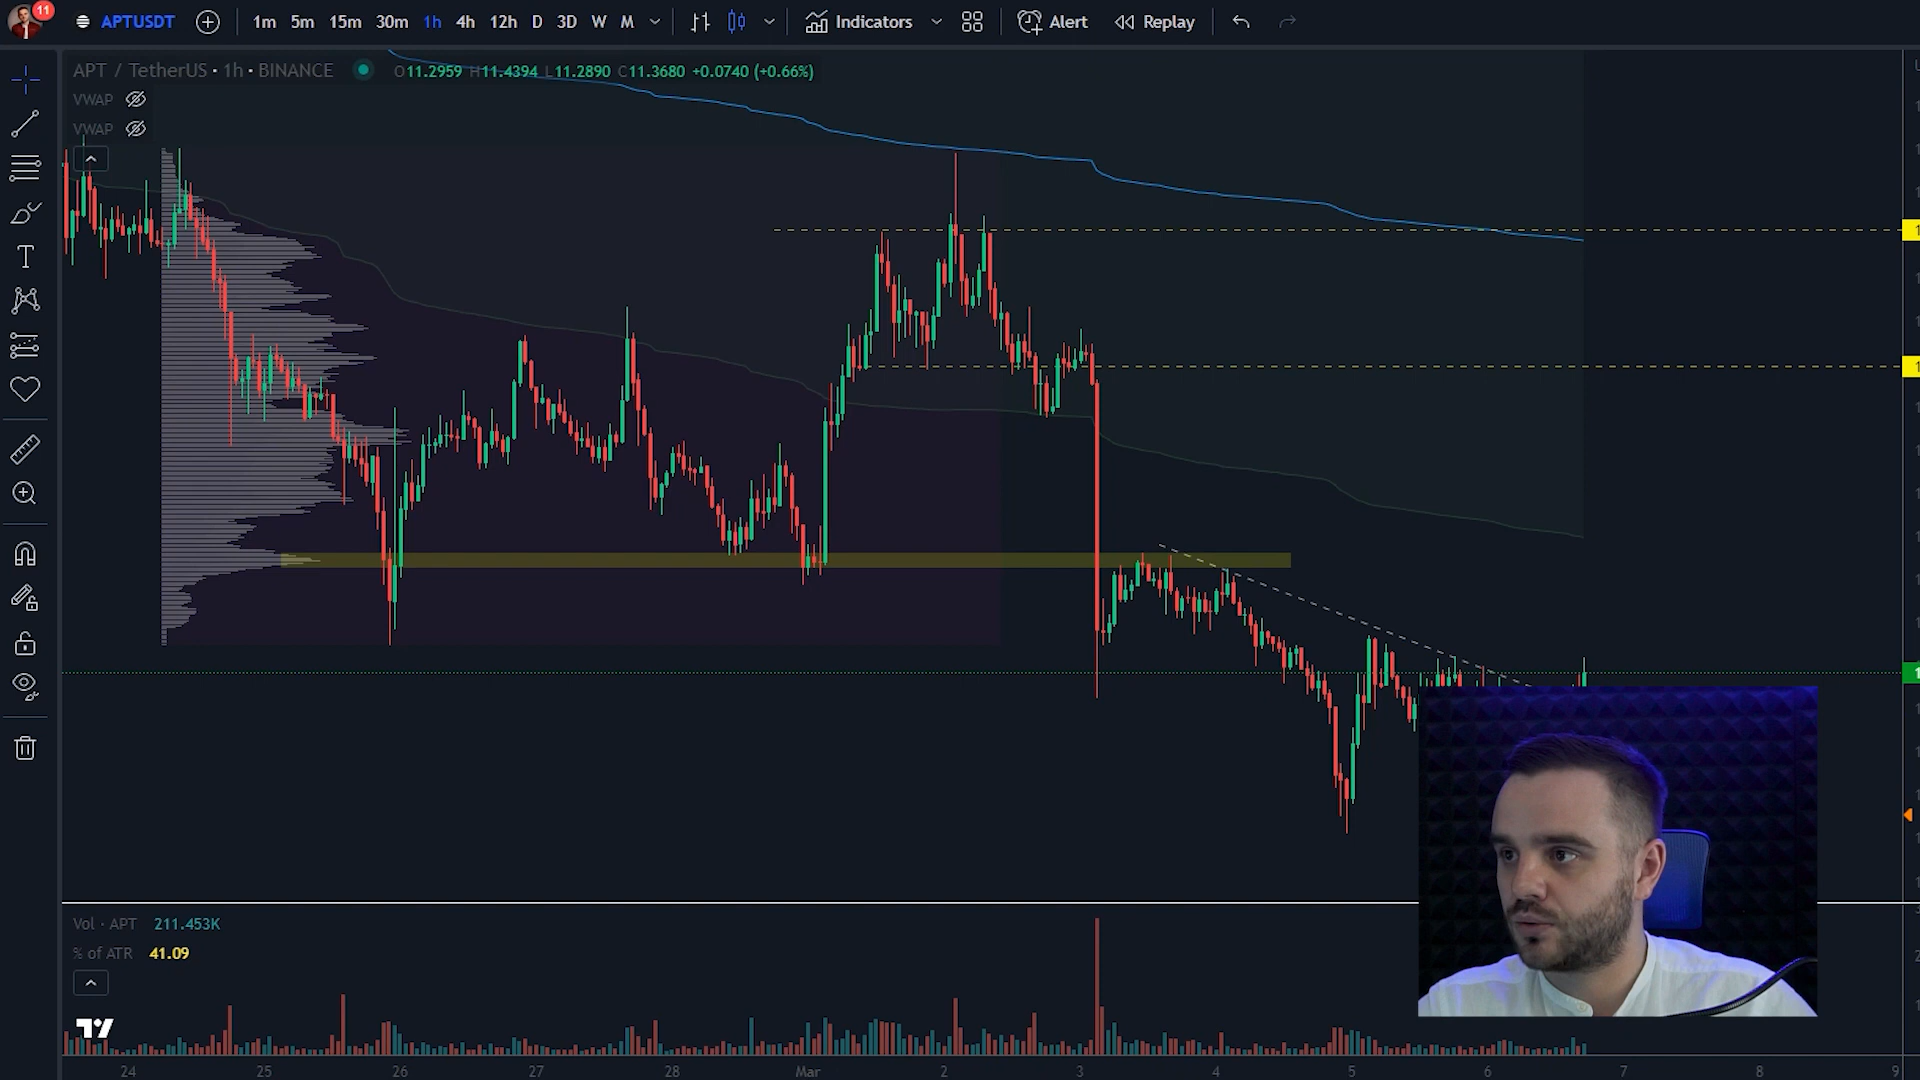 11
APTUSDT
1m 5m 15m 30m 1h 4h 12h D 3D W M
Indicators
Alert
Replay
APT / TetherUS · 1h · BINANCE
O11.2959 H11.4394 L11.2890 C11.3680 +0.0740 (+0.66%)
VWAP
VWAP
Vol · APT 211.453K
% of ATR 41.09
24 25 26 27 28 Mar 2 3 4 5 6 7 8 9